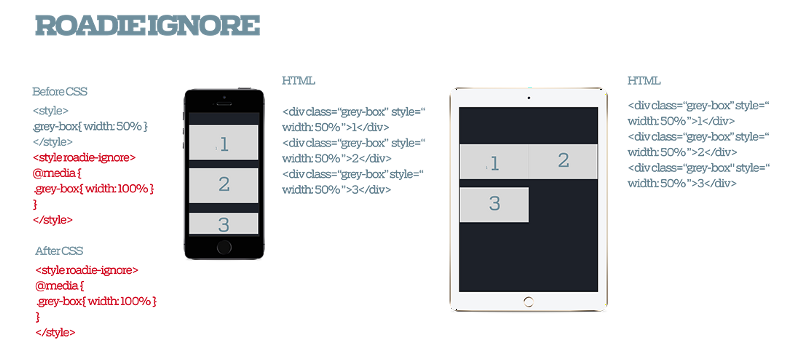 ROADIE IGNORE
Before CSS
<style>
.grey-box{ width: 50% }
</style>
<style roadie-ignore>
@media {
.grey-box{ width: 100% }
}
</style>
After CSS
<style roadie-ignore>
@media {
.grey-box{ width: 100% }
}
</style>
1
2
3
HTML
<div class="grey-box" style="
width: 50% ">1</div>
<div class="grey-box" style="
width: 50% ">2</div>
<div class="grey-box" style="
width: 50% ">3</div>
1 2
3
HTML
<div class="grey-box" style="
width: 50% ">1</div>
<div class="grey-box" style="
width: 50% ">2</div>
<div class="grey-box" style="
width: 50% ">3</div>